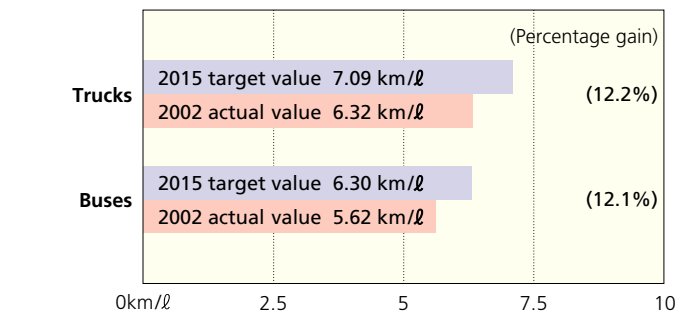 (Percentage gain)
Trucks
2015 target value 7.09 km/ℓ
2002 actual value 6.32 km/ℓ
(12.2%)
Buses
2015 target value 6.30 km/ℓ
2002 actual value 5.62 km/ℓ
(12.1%)
0km/ℓ 2.5 5 7.5 10